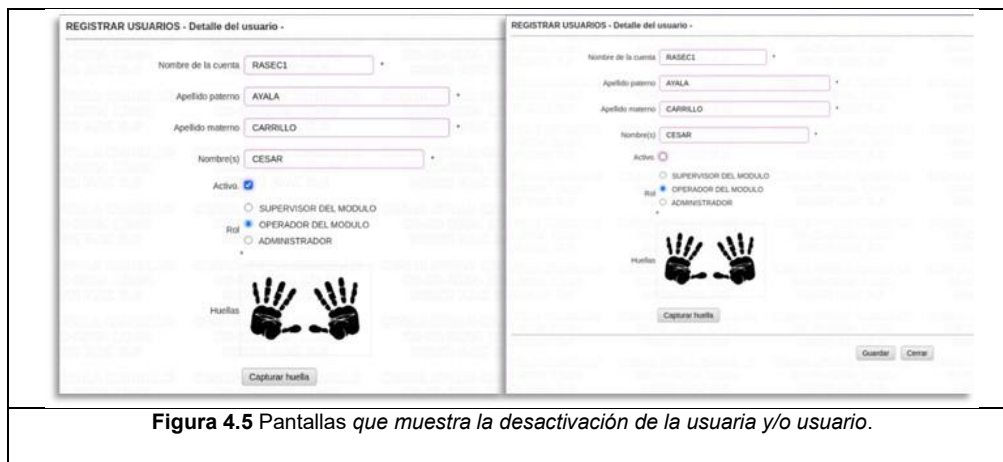 REGISTRAR USUARIOS - Detalle del usuario -
Nombre de la cuenta RASEC1 *
Apellido paterno AYALA *
Apellido materno CARRILLO *
Nombre(s) CESAR *
Activo.
SUPERVISOR DEL MODULO
Rol OPERADOR DEL MODULO
ADMINISTRADOR
*
Huellas
Capturar huella
REGISTRAR USUARIOS - Detalle del usuario -
Nombre de la cuenta RASEC1 *
Apellido paterno AYALA *
Apellido materno CARRILLO *
Nombre(s) CESAR *
Activo.
SUPERVISOR DEL MODULO
Rol OPERADOR DEL MODULO
ADMINISTRADOR
*
Huellas
Capturar huella
Guardar Cerrar
Figura 4.5 Pantallas que muestra la desactivación de la usuaria y/o usuario.